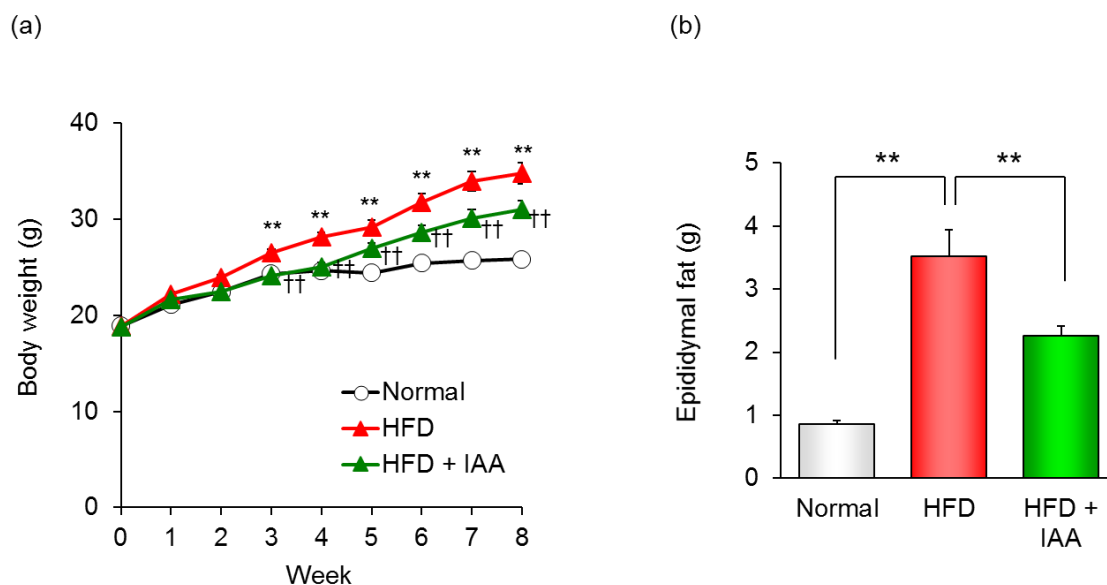 (a)
Body weight (g)
40
30
20
10
0
**
**
**
**
**
**
††
††
††
††
††
††
Normal
HFD
HFD + IAA
0 1 2 3 4 5 6 7 8
Week
(b)
Epididymal fat (g)
5
4
3
2
1
0
** **
Normal HFD HFD +
IAA